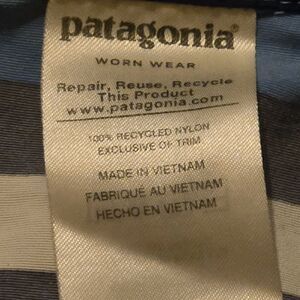 patagonia®
WORN WEAR
Repair, Reuse, Recycle
This Product
www.patagonia.com
100% RECYCLED NYLON
EXCLUSIVE OF TRIM
MADE IN VIETNAM
FABRIQUÉ AU VIETNAM
HECHO EN VIETNAM